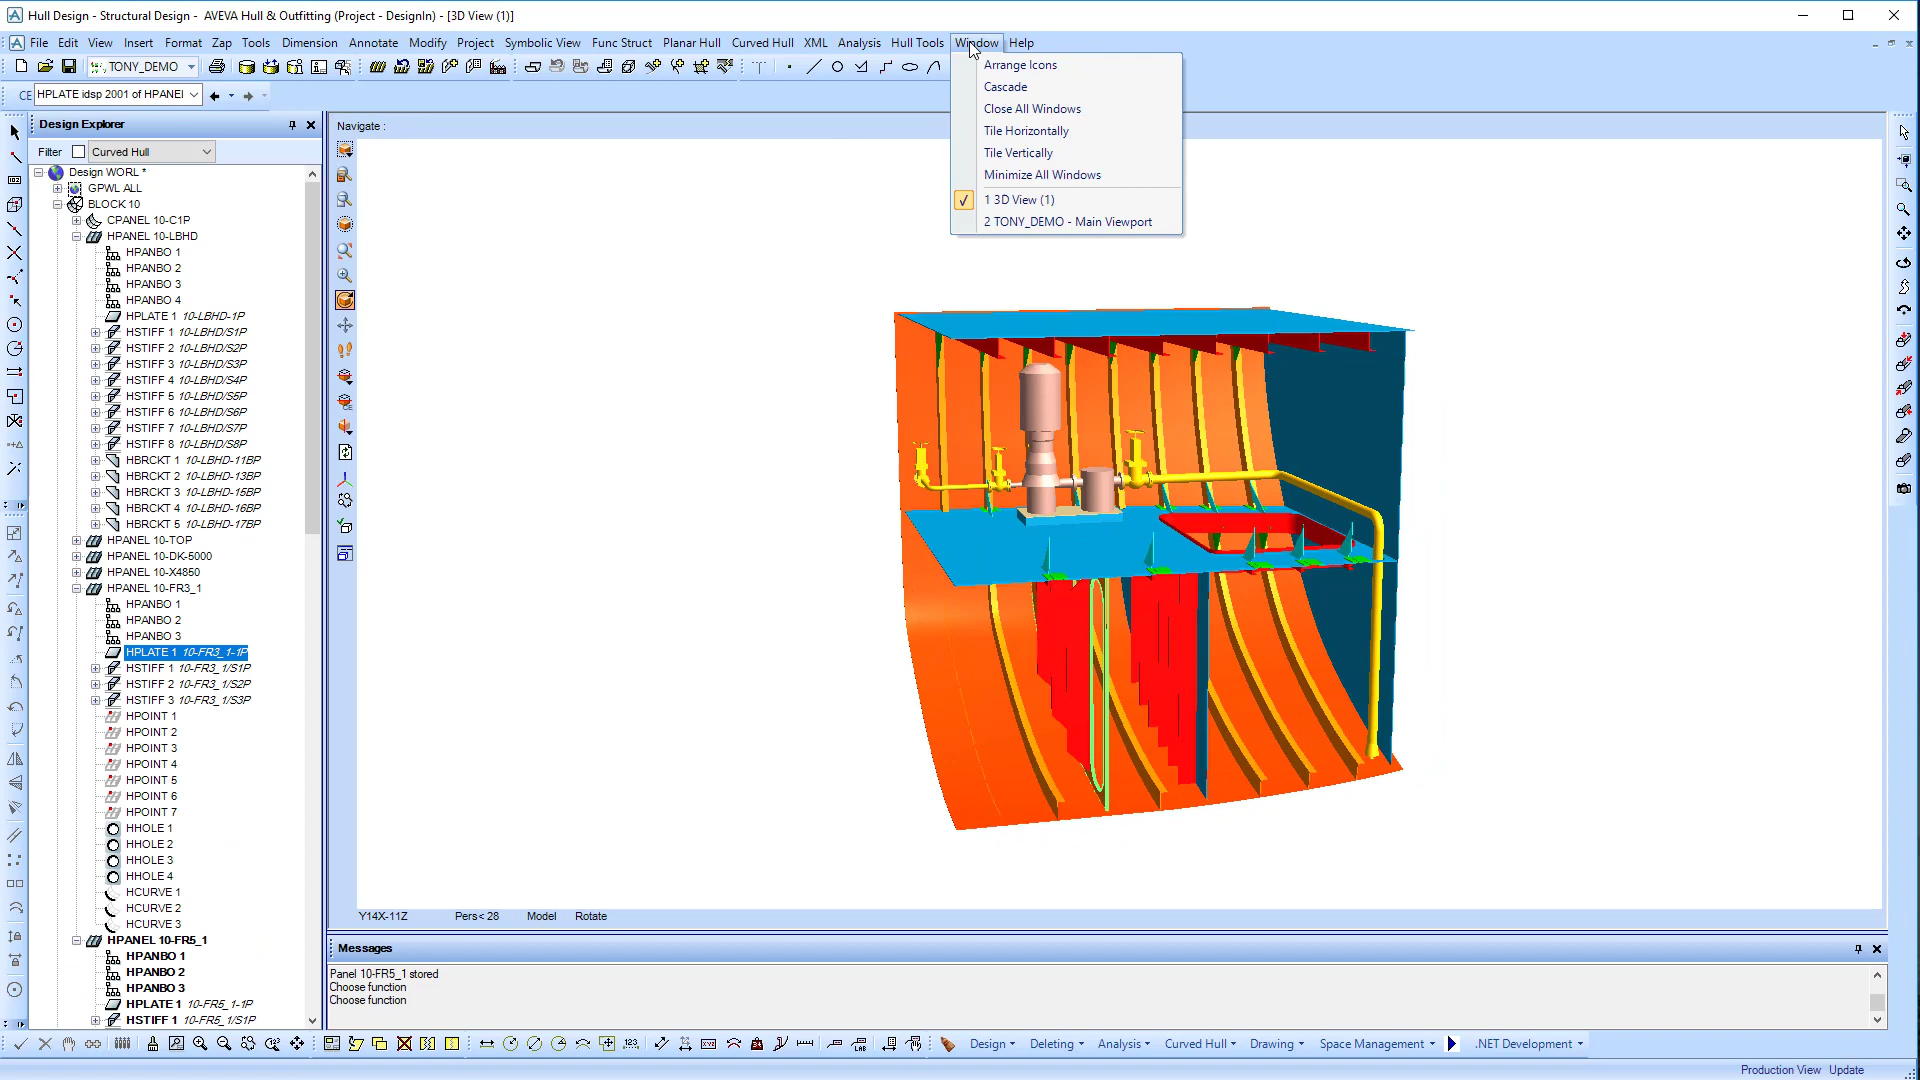 Hull Design - Structural Design - AVEVA Hull & Outfitting (Project - DesignIn) - [3D View (1)]
File Edit View Insert Format Zap Tools Dimension Annotate Modify Project Symbolic View Func Struct Planar Hull Curved Hull XML Analysis Hull Tools Window Help
TONY_DEMO
CE HPLATE idsp 2001 of HPANEI
Arrange Icons
Cascade
Close All Windows
Tile Horizontally
Tile Vertically
Minimize All Windows
1 3D View (1)
2 TONY_DEMO - Main Viewport
Design Explorer
Filter Curved Hull
Design WORL *
GPWL ALL
BLOCK 10
CPANEL 10-C1P
HPANEL 10-LBHD
HPANBO 1
HPANBO 2
HPANBO 3
HPANBO 4
HPLATE 1 10-LBHD-1P
HSTIFF 1 10-LBHD/S1P
HSTIFF 2 10-LBHD/S2P
HSTIFF 3 10-LBHD/S3P
HSTIFF 4 10-LBHD/S4P
HSTIFF 5 10-LBHD/S5P
HSTIFF 6 10-LBHD/S6P
HSTIFF 7 10-LBHD/S7P
HSTIFF 8 10-LBHD/S8P
HBRCKT 1 10-LBHD-11BP
HBRCKT 2 10-LBHD-13BP
HBRCKT 3 10-LBHD-15BP
HBRCKT 4 10-LBHD-16BP
HBRCKT 5 10-LBHD-17BP
HPANEL 10-TOP
HPANEL 10-DK-5000
HPANEL 10-X4850
HPANEL 10-FR3_1
HPANBO 1
HPANBO 2
HPANBO 3
HPLATE 1 10-FR3_1-1P
HSTIFF 1 10-FR3_1/S1P
HSTIFF 2 10-FR3_1/S2P
HSTIFF 3 10-FR3_1/S3P
HPOINT 1
HPOINT 2
HPOINT 3
HPOINT 4
HPOINT 5
HPOINT 6
HPOINT 7
HHOLE 1
HHOLE 2
HHOLE 3
HHOLE 4
HCURVE 1
HCURVE 2
HCURVE 3
HPANEL 10-FR5_1
HPANBO 1
HPANBO 2
HPANBO 3
HPLATE 1 10-FR5_1-1P
HSTIFF 1 10-FR5_1/S1P
Navigate :
Y14X-11Z Pers< 28 Model Rotate
Messages
Panel 10-FR5_1 stored
Choose function
Choose function
Design Deleting Analysis Curved Hull Drawing Space Management .NET Development
Production View Update